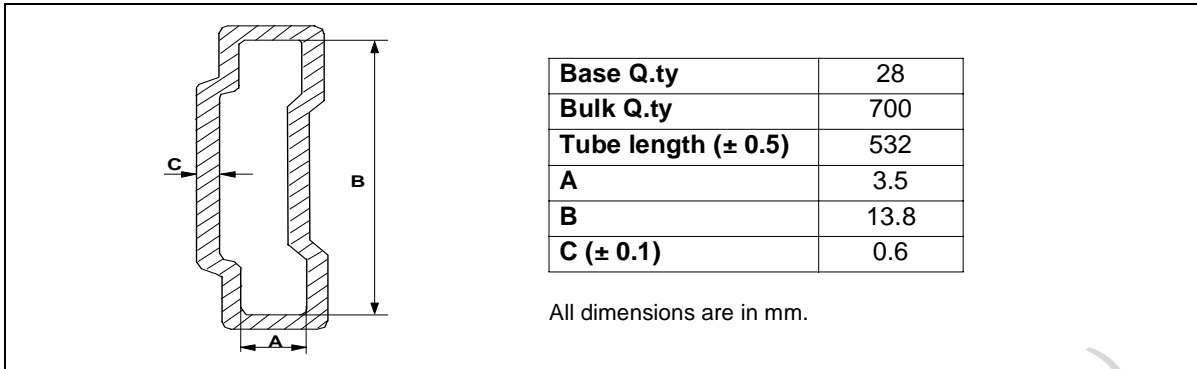 C
B
A
Base Q.ty 28
Bulk Q.ty 700
Tube length (± 0.5) 532
A 3.5
B 13.8
C (± 0.1) 0.6
All dimensions are in mm.